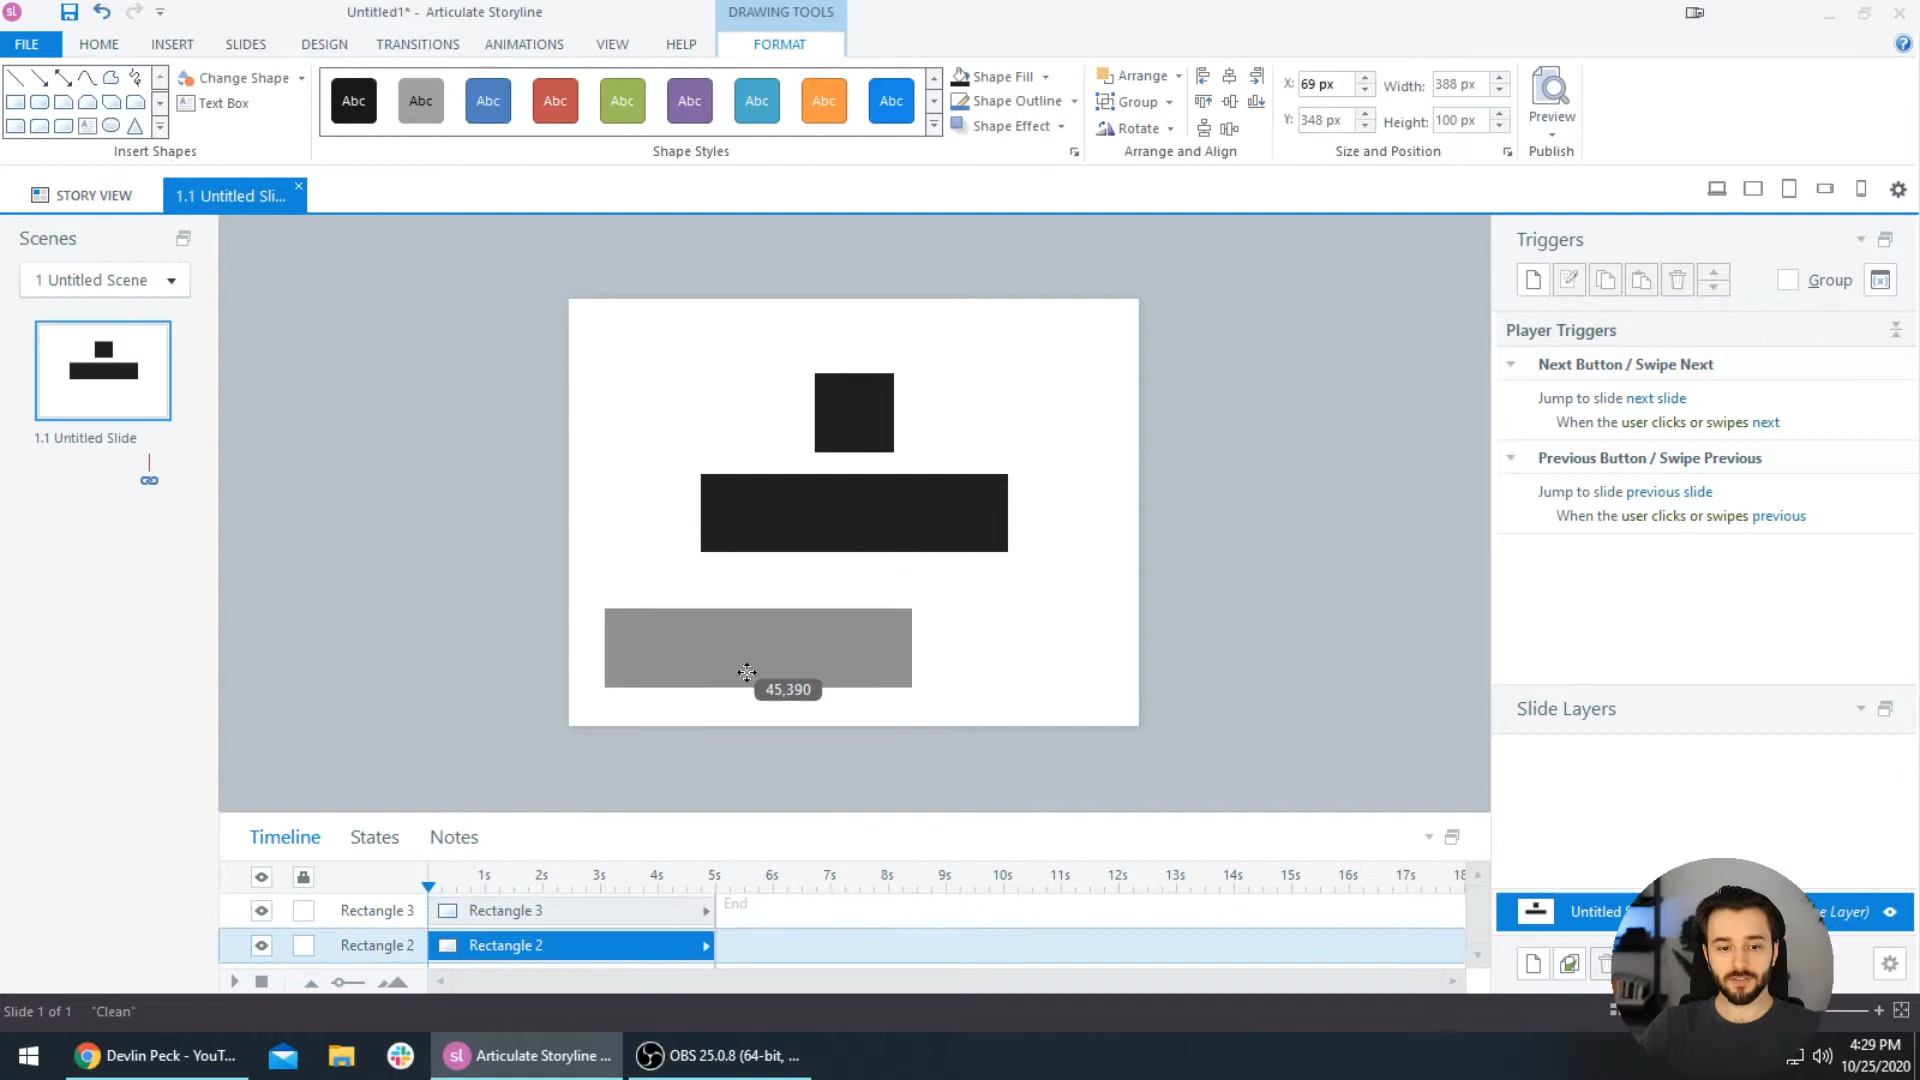 sl
Untitled1* - Articulate Storyline
DRAWING TOOLS
FILE HOME INSERT SLIDES DESIGN TRANSITIONS ANIMATIONS VIEW HELP FORMAT
Change Shape
Text Box
Insert Shapes
Abc Abc Abc Abc Abc Abc Abc Abc Abc
Shape Styles
Shape Fill
Shape Outline
Shape Effect
Arrange
Group
Rotate
Arrange and Align
X: 69 px Width: 388 px
Y: 348 px Height: 100 px
Size and Position
Preview
Publish
STORY VIEW
1.1 Untitled Sli...
Scenes
1 Untitled Scene
1.1 Untitled Slide
45,390
Triggers
Group
Player Triggers
Next Button / Swipe Next
Jump to slide next slide
When the user clicks or swipes next
Previous Button / Swipe Previous
Jump to slide previous slide
When the user clicks or swipes previous
Slide Layers
Untitled
Layer)
Timeline States Notes
1s 2s 3s 4s 5s 6s 7s 8s 9s 10s 11s 12s 13s 14s 15s 16s 17s 18
Rectangle 3 Rectangle 3 End
Rectangle 2 Rectangle 2
Slide 1 of 1 "Clean"
Devlin Peck - YouT...
sl Articulate Storyline ...
OBS 25.0.8 (64-bit, ...
4:29 PM
10/25/2020